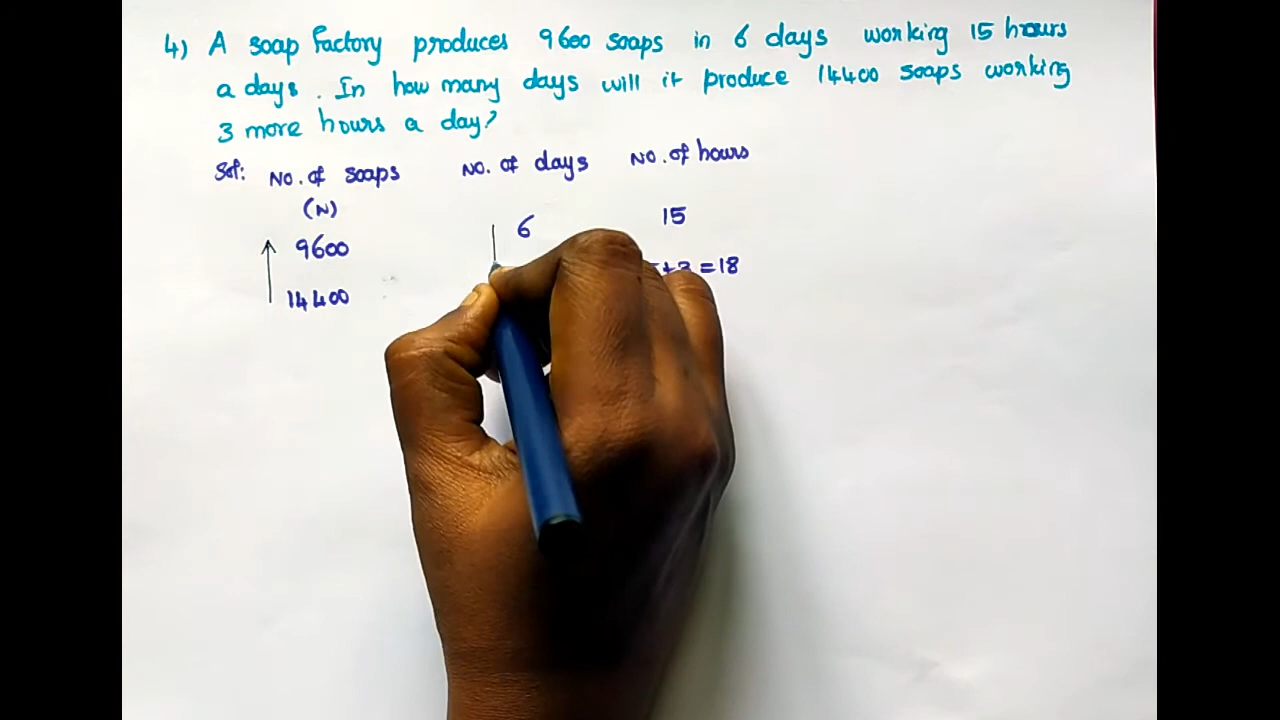 4) A soap factory produces 9600 soaps in 6 days working 15 hours
a days. In how many days will it produce 14400 soaps working
3 more hours a day?
Sol: No. of soaps No. of days No. of hours
(N)
9600 6 15
14400 +3 = 18